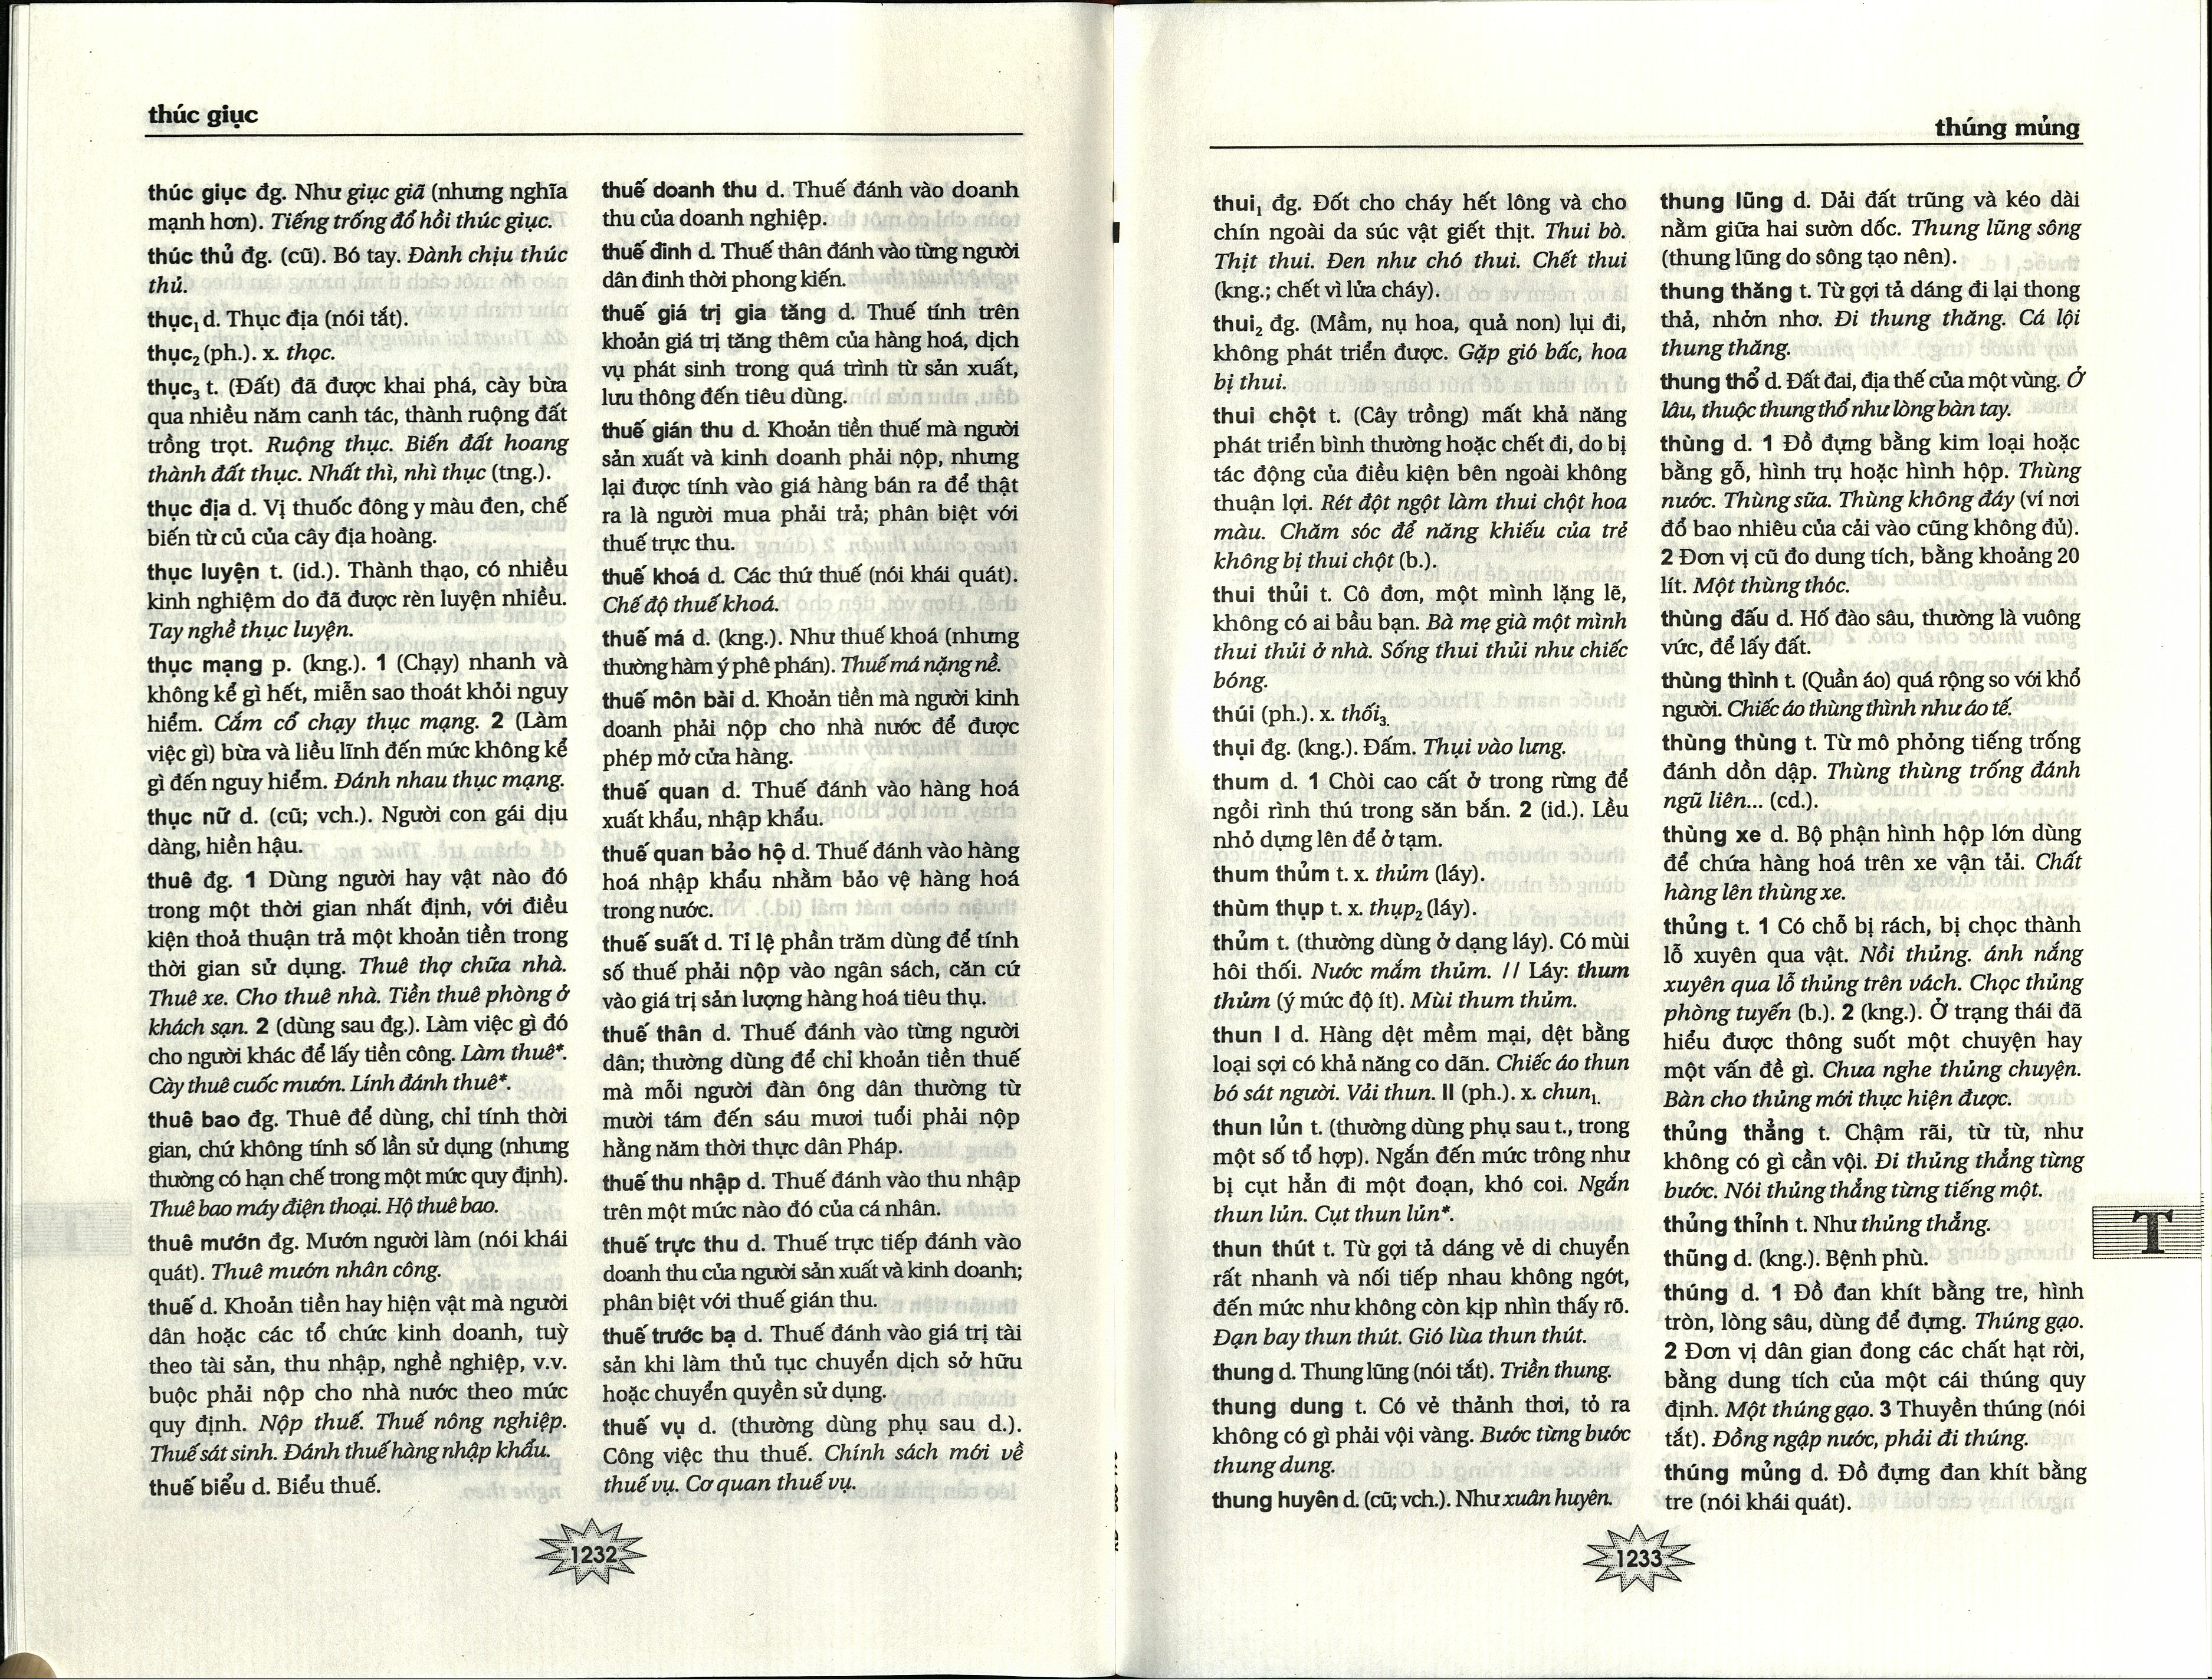 thúc giục
thúc giục đg. Như giục giã (nhưng nghĩa
mạnh hơn). Tiếng trống đổ hồi thúc giục.
thúc thủ đg. (cũ). Bó tay. Đành chịu thúc
thủ.
thục₁ d. Thục địa (nói tắt).
thục₂ (ph.). x. thọc.
thục₃ t. (Đất) đã được khai phá, cày bừa
qua nhiều năm canh tác, thành ruộng đất
trồng trọt. Ruộng thục. Biến đất hoang
thành đất thục. Nhất thì, nhì thục (tng.).
thục địa d. Vị thuốc đông y màu đen, chế
biến từ củ của cây địa hoàng.
thục luyện t. (id.). Thành thạo, có nhiều
kinh nghiệm do đã được rèn luyện nhiều.
Tay nghề thục luyện.
thục mạng p. (kng.). 1 (Chạy) nhanh và
không kể gì hết, miễn sao thoát khỏi nguy
hiểm. Cắm cổ chạy thục mạng. 2 (Làm
việc gì) bừa và liều lĩnh đến mức không kể
gì đến nguy hiểm. Đánh nhau thục mạng.
thục nữ d. (cũ; vch.). Người con gái dịu
dàng, hiền hậu.
thuê đg. 1 Dùng người hay vật nào đó
trong một thời gian nhất định, với điều
kiện thoả thuận trả một khoản tiền trong
thời gian sử dụng. Thuê thợ chữa nhà.
Thuê xe. Cho thuê nhà. Tiền thuê phòng ở
khách sạn. 2 (dùng sau đg.). Làm việc gì đó
cho người khác để lấy tiền công. Làm thuê*.
Cày thuê cuốc mướn. Lính đánh thuê*.
thuê bao đg. Thuê để dùng, chỉ tính thời
gian, chứ không tính số lần sử dụng (nhưng
thường có hạn chế trong một mức quy định).
Thuê bao máy điện thoại. Hộ thuê bao.
thuê mướn đg. Mướn người làm (nói khái
quát). Thuê mướn nhân công.
thuế d. Khoản tiền hay hiện vật mà người
dân hoặc các tổ chức kinh doanh, tuỳ
theo tài sản, thu nhập, nghề nghiệp, v.v.
buộc phải nộp cho nhà nước theo mức
quy định. Nộp thuế. Thuế nông nghiệp.
Thuế sát sinh. Đánh thuế hàng nhập khẩu.
thuế biểu d. Biểu thuế.
thuế doanh thu d. Thuế đánh vào doanh
thu của doanh nghiệp.
thuế đinh d. Thuế thân đánh vào từng người
dân đinh thời phong kiến.
thuế giá trị gia tăng d. Thuế tính trên
khoản giá trị tăng thêm của hàng hoá, dịch
vụ phát sinh trong quá trình từ sản xuất,
lưu thông đến tiêu dùng.
thuế gián thu d. Khoản tiền thuế mà người
sản xuất và kinh doanh phải nộp, nhưng
lại được tính vào giá hàng bán ra để thật
ra là người mua phải trả; phân biệt với
thuế trực thu.
thuế khoá d. Các thứ thuế (nói khái quát).
Chế độ thuế khoá.
thuế má d. (kng.). Như thuế khoá (nhưng
thường hàm ý phê phán). Thuế má nặng nề.
thuế môn bài d. Khoản tiền mà người kinh
doanh phải nộp cho nhà nước để được
phép mở cửa hàng.
thuế quan d. Thuế đánh vào hàng hoá
xuất khẩu, nhập khẩu.
thuế quan bảo hộ d. Thuế đánh vào hàng
hoá nhập khẩu nhằm bảo vệ hàng hoá
trong nước.
thuế suất d. Tỉ lệ phần trăm dùng để tính
số thuế phải nộp vào ngân sách, căn cứ
vào giá trị sản lượng hàng hoá tiêu thụ.
thuế thân d. Thuế đánh vào từng người
dân; thường dùng để chỉ khoản tiền thuế
mà mỗi người đàn ông dân thường từ
mười tám đến sáu mươi tuổi phải nộp
hằng năm thời thực dân Pháp.
thuế thu nhập d. Thuế đánh vào thu nhập
trên một mức nào đó của cá nhân.
thuế trực thu d. Thuế trực tiếp đánh vào
doanh thu của người sản xuất và kinh doanh;
phân biệt với thuế gián thu.
thuế trước bạ d. Thuế đánh vào giá trị tài
sản khi làm thủ tục chuyển dịch sở hữu
hoặc chuyển quyền sử dụng.
thuế vụ d. (thường dùng phụ sau d.).
Công việc thu thuế. Chính sách mới về
thuế vụ. Cơ quan thuế vụ.
1232
thúng mủng
thui₁ đg. Đốt cho cháy hết lông và cho
chín ngoài da súc vật giết thịt. Thui bò.
Thịt thui. Đen như chó thui. Chết thui
(kng.; chết vì lửa cháy).
thui₂ đg. (Mầm, nụ hoa, quả non) lụi đi,
không phát triển được. Gặp gió bấc, hoa
bị thui.
thui chột t. (Cây trồng) mất khả năng
phát triển bình thường hoặc chết đi, do bị
tác động của điều kiện bên ngoài không
thuận lợi. Rét đột ngột làm thui chột hoa
màu. Chăm sóc để năng khiếu của trẻ
không bị thui chột (b.).
thui thủi t. Cô đơn, một mình lặng lẽ,
không có ai bầu bạn. Bà mẹ già một mình
thui thủi ở nhà. Sống thui thủi như chiếc
bóng.
thúi (ph.). x. thối₃.
thụi đg. (kng.). Đấm. Thụi vào lưng.
thum d. 1 Chòi cao cất ở trong rừng để
ngồi rình thú trong săn bắn. 2 (id.). Lều
nhỏ dựng lên để ở tạm.
thum thủm t. x. thủm (láy).
thùm thụp t. x. thụp₂ (láy).
thủm t. (thường dùng ở dạng láy). Có mùi
hôi thối. Nước mắm thủm. // Láy: thum
thủm (ý mức độ ít). Mùi thum thủm.
thun I d. Hàng dệt mềm mại, dệt bằng
loại sợi có khả năng co dãn. Chiếc áo thun
bó sát người. Vải thun. II (ph.). x. chun₁.
thun lủn t. (thường dùng phụ sau t., trong
một số tổ hợp). Ngắn đến mức trông như
bị cụt hẳn đi một đoạn, khó coi. Ngắn
thun lủn. Cụt thun lủn*.
thun thút t. Từ gợi tả dáng vẻ di chuyển
rất nhanh và nối tiếp nhau không ngớt,
đến mức như không còn kịp nhìn thấy rõ.
Đạn bay thun thút. Gió lùa thun thút.
thung d. Thung lũng (nói tắt). Triền thung.
thung dung t. Có vẻ thảnh thơi, tỏ ra
không có gì phải vội vàng. Bước từng bước
thung dung.
thung huyên d. (cũ; vch.). Như xuân huyên.
thung lũng d. Dải đất trũng và kéo dài
nằm giữa hai sườn dốc. Thung lũng sông
(thung lũng do sông tạo nên).
thung thăng t. Từ gợi tả dáng đi lại thong
thả, nhởn nhơ. Đi thung thăng. Cá lội
thung thăng.
thung thổ d. Đất đai, địa thế của một vùng. Ở
lâu, thuộc thung thổ như lòng bàn tay.
thùng d. 1 Đồ đựng bằng kim loại hoặc
bằng gỗ, hình trụ hoặc hình hộp. Thùng
nước. Thùng sữa. Thùng không đáy (ví nơi
đổ bao nhiêu của cải vào cũng không đủ).
2 Đơn vị cũ đo dung tích, bằng khoảng 20
lít. Một thùng thóc.
thùng đấu d. Hố đào sâu, thường là vuông
vức, để lấy đất.
thùng thình t. (Quần áo) quá rộng so với khổ
người. Chiếc áo thùng thình như áo tế.
thùng thùng t. Từ mô phỏng tiếng trống
đánh dồn dập. Thùng thùng trống đánh
ngũ liên... (cd.).
thùng xe d. Bộ phận hình hộp lớn dùng
để chứa hàng hoá trên xe vận tải. Chất
hàng lên thùng xe.
thủng t. 1 Có chỗ bị rách, bị chọc thành
lỗ xuyên qua vật. Nồi thủng. ánh nắng
xuyên qua lỗ thủng trên vách. Chọc thủng
phòng tuyến (b.). 2 (kng.). Ở trạng thái đã
hiểu được thông suốt một chuyện hay
một vấn đề gì. Chưa nghe thủng chuyện.
Bàn cho thủng mới thực hiện được.
thủng thẳng t. Chậm rãi, từ từ, như
không có gì cần vội. Đi thủng thẳng từng
bước. Nói thủng thẳng từng tiếng một.
thủng thỉnh t. Như thủng thẳng.
thũng d. (kng.). Bệnh phù.
thúng d. 1 Đồ đan khít bằng tre, hình
tròn, lòng sâu, dùng để đựng. Thúng gạo.
2 Đơn vị dân gian đong các chất hạt rời,
bằng dung tích của một cái thúng quy
định. Một thúng gạo. 3 Thuyền thúng (nói
tắt). Đồng ngập nước, phải đi thúng.
thúng mủng d. Đồ đựng đan khít bằng
tre (nói khái quát).
T
1233